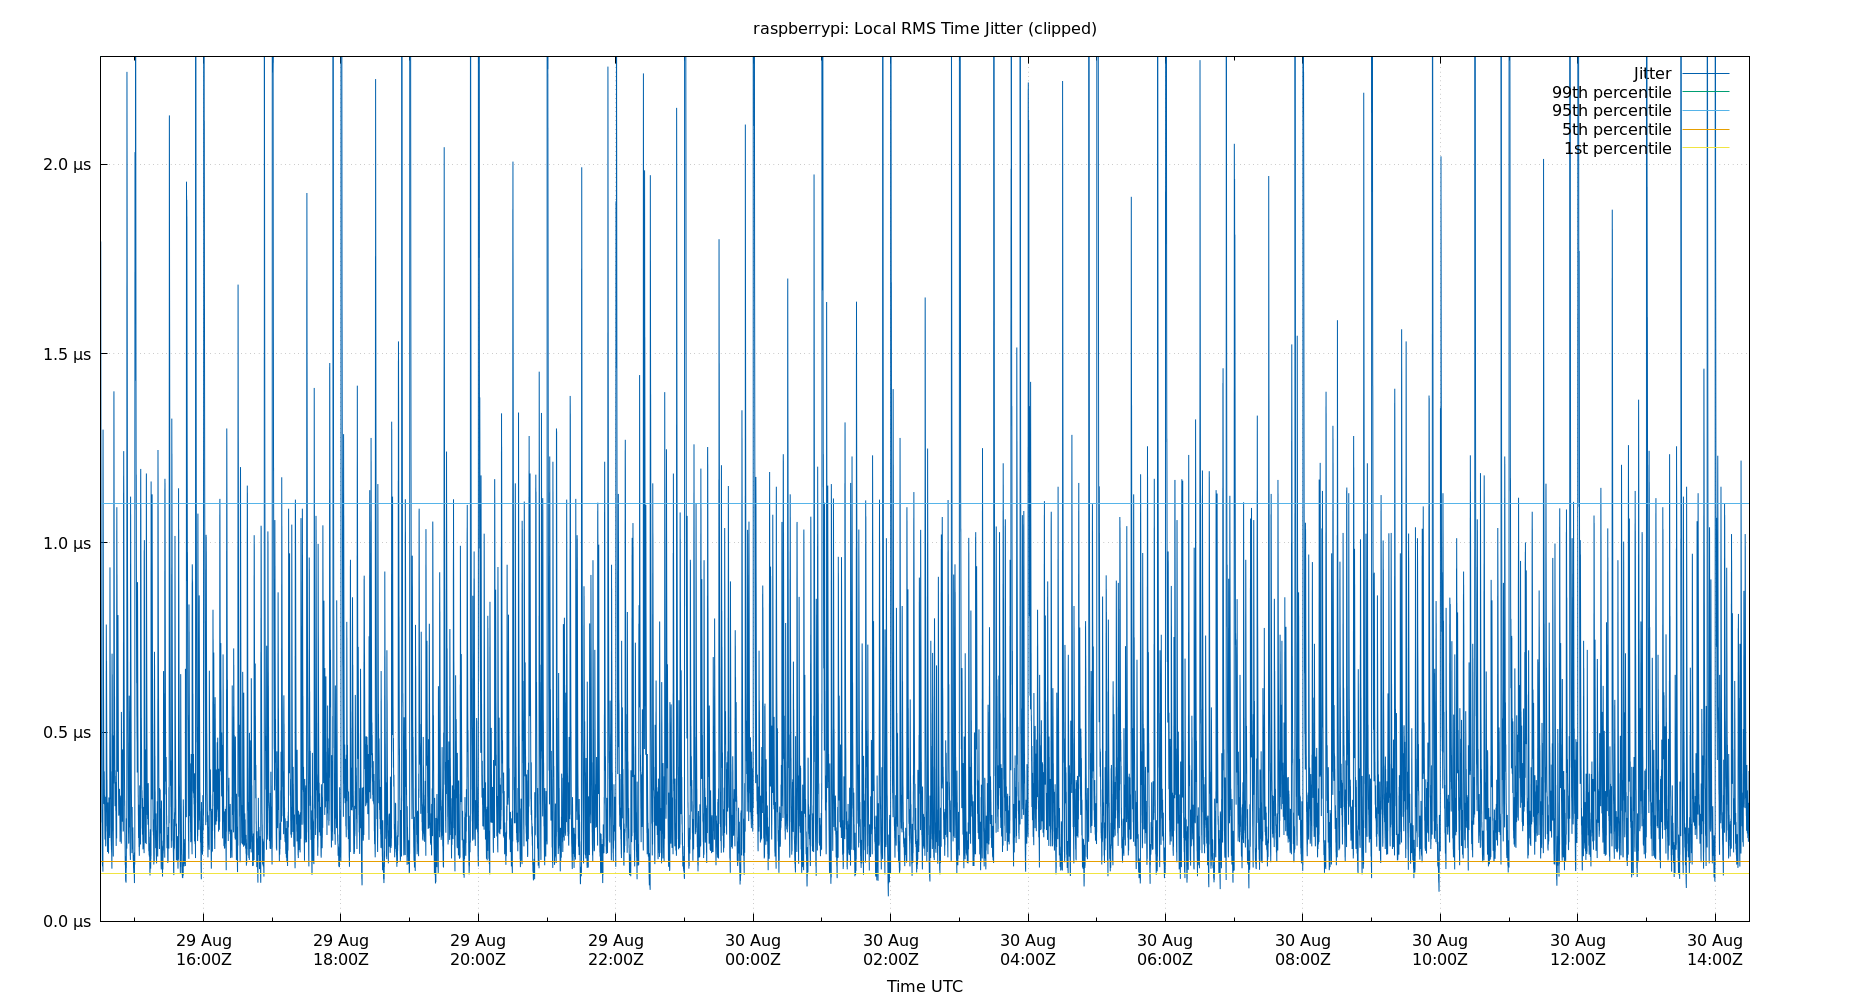 raspberrypi: Local RMS Time Jitter (clipped)
Jitter
99th percentile
95th percentile
5th percentile
1st percentile
2.0 µs
1.5 µs
1.0 µs
0.5 µs
0.0 µs
29 Aug 29 Aug 29 Aug 29 Aug 30 Aug 30 Aug 30 Aug 30 Aug 30 Aug 30 Aug 30 Aug 30 Aug
16:00Z 18:00Z 20:00Z 22:00Z 00:00Z 02:00Z 04:00Z 06:00Z 08:00Z 10:00Z 12:00Z 14:00Z
Time UTC